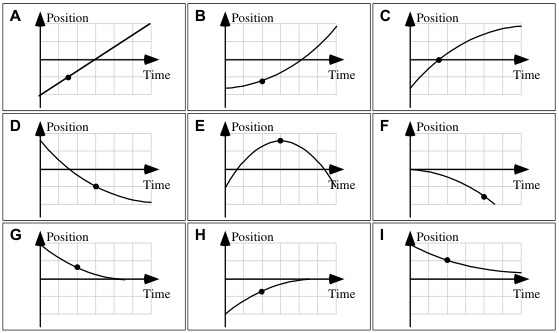 A Position
Time
B Position
Time
C Position
Time
D Position
Time
E Position
Time
F Position
Time
G Position
Time
H Position
Time
I Position
Time